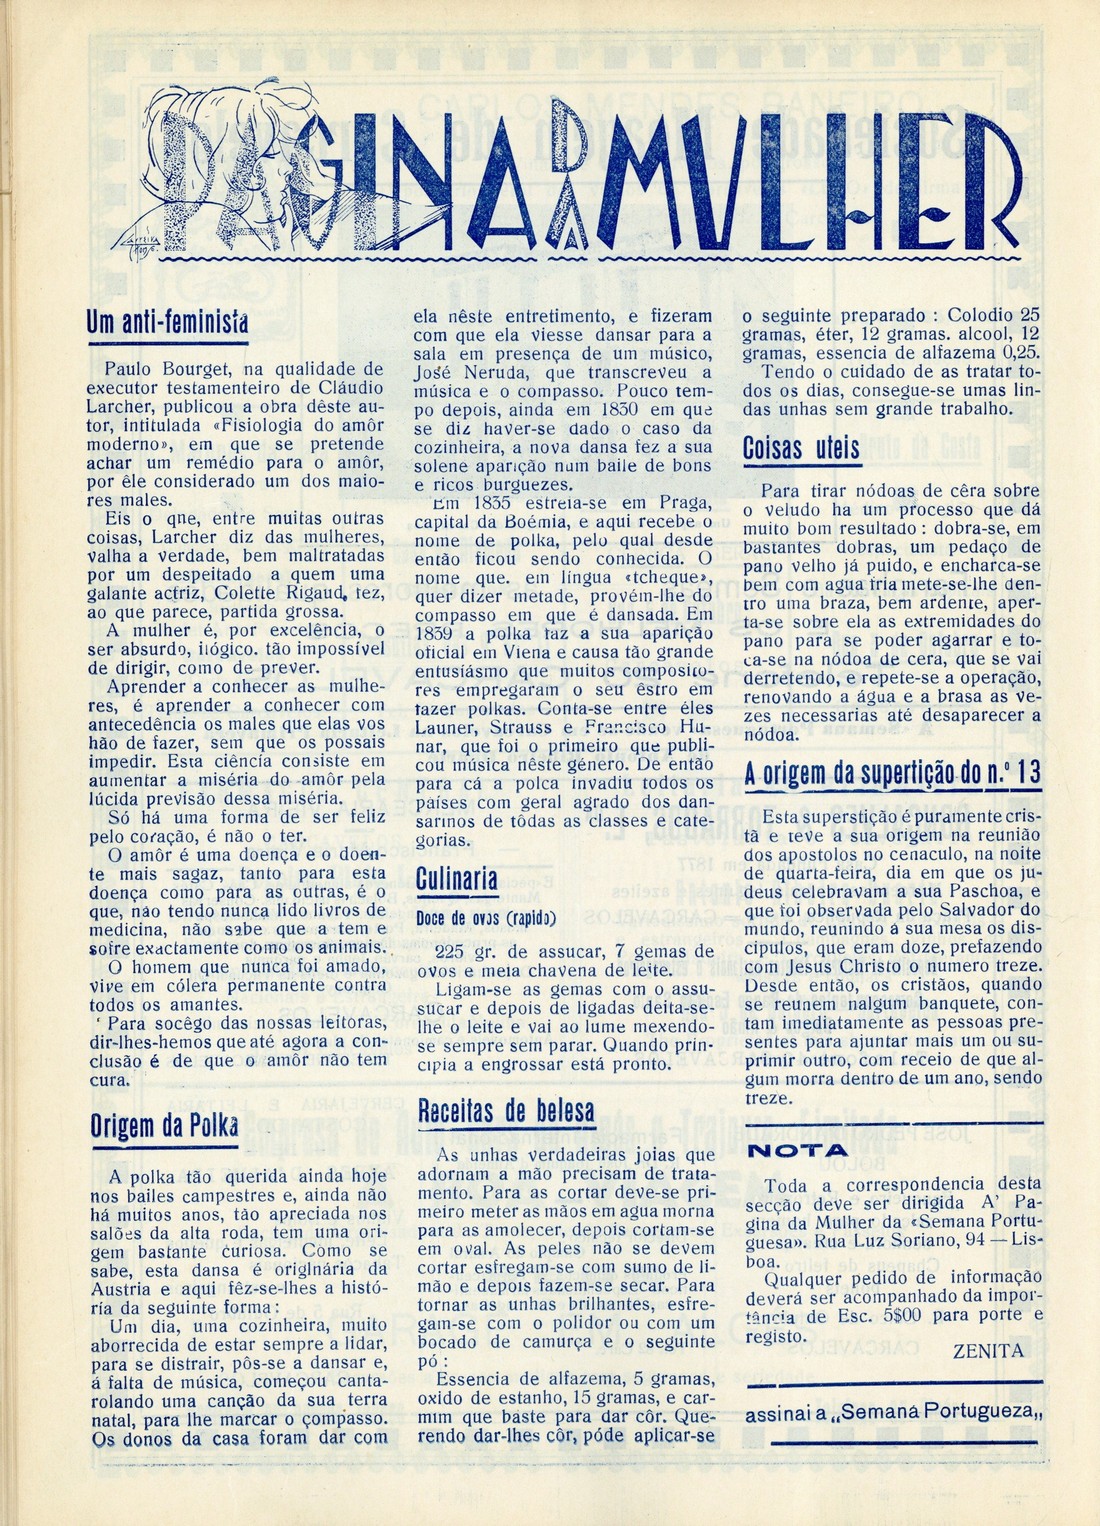 PAGINA DA MULHER
Um anti-feminista
Paulo Bourget, na qualidade de
executor testamenteiro de Cláudio
Larcher, publicou a obra dêste au-
tor, intitulada «Fisiologia do amôr
moderno», em que se pretende
achar um remédio para o amôr,
por êle considerado um dos maio-
res males.
Eis o qne, entre muitas outras
coisas, Larcher diz das mulheres,
valha a verdade, bem maltratadas
por um despeitado a quem uma
galante actriz, Colette Rigaud, fez,
ao que parece, partida grossa.
A mulher é, por excelência, o
ser absurdo, ilógico. tão impossível
de dirigir, como de prever.
Aprender a conhecer as mulhe-
res, é aprender a conhecer com
antecedência os males que elas vos
hão de fazer, sem que os possais
impedir. Esta ciência consiste em
aumentar a miséria do amôr pela
lúcida previsão dessa miséria.
Só há uma forma de ser feliz
pelo coração, é não o ter.
O amôr é uma doença e o doen-
te mais sagaz, tanto para esta
doença como para as outras, é o
que, não tendo nunca lido livros de
medicina, não sabe que a tem e
sofre exactamente como os animais.
O homem que nunca foi amado,
vive em cólera permanente contra
todos os amantes.
Para socêgo das nossas leitoras,
dir-lhes-hemos que até agora a con-
clusão é de que o amôr não tem
cura.
Origem da Polka
A polka tão querida ainda hoje
nos bailes campestres e, ainda não
há muitos anos, tão apreciada nos
salões da alta roda, tem uma ori-
gem bastante curiosa. Como se
sabe, esta dansa é originária da
Austria e aqui fêz-se-lhes a histó-
ria da seguinte forma:
Um dia, uma cozinheira, muito
aborrecida de estar sempre a lidar,
para se distrair, pôs-se a dansar e,
á falta de música, começou canta-
rolando uma canção da sua terra
natal, para lhe marcar o compasso.
Os donos da casa foram dar com
ela nêste entretimento, e fizeram
com que ela viesse dansar para a
sala em presença de um músico,
José Neruda, que transcreveu a
música e o compasso. Pouco tem-
po depois, ainda em 1830 em que
se diz haver-se dado o caso da
cozinheira, a nova dansa fez a sua
solene aparição num baile de bons
e ricos burguezes.
Em 1835 estreia-se em Praga,
capital da Boémia, e aqui recebe o
nome de polka, pelo qual desde
então ficou sendo conhecida. O
nome que. em língua «tcheque»,
quer dizer metade, provém-lhe do
compasso em que é dansada. Em
1839 a polka faz a sua aparição
oficial em Viena e causa tão grande
entusiásmo que muitos composito-
res empregaram o seu êstro em
fazer polkas. Conta-se entre éles
Launer, Strauss e Francisco Hu-
nar, que foi o primeiro que publi-
cou música nêste género. De então
para cá a polca invadiu todos os
países com geral agrado dos dan-
sarinos de tôdas as classes e cate-
gorias.
Culinaria
Doce de ovos (rapido)
225 gr. de assucar, 7 gemas de
ovos e meia chavena de leite.
Ligam-se as gemas com o assu-
sucar e depois de ligadas deita-se-
lhe o leite e vai ao lume mexendo-
se sempre sem parar. Quando prin-
cipia a engrossar está pronto.
Receitas de belesa
As unhas verdadeiras joias que
adornam a mão precisam de trata-
mento. Para as cortar deve-se pri-
meiro meter as mãos em agua morna
para as amolecer, depois cortam-se
em oval. As peles não se devem
cortar esfregam-se com sumo de li-
mão e depois fazem-se secar. Para
tornar as unhas brilhantes, esfre-
gam-se com o polidor ou com um
bocado de camurça e o seguinte
pó:
Essencia de alfazema, 5 gramas,
oxido de estanho, 15 gramas, e car-
mim que baste para dar côr. Que-
rendo dar-lhes côr, póde aplicar-se
o seguinte preparado: Colodio 25
gramas, éter, 12 gramas. alcool, 12
gramas, essencia de alfazema 0,25.
Tendo o cuidado de as tratar to-
dos os dias, consegue-se umas lin-
das unhas sem grande trabalho.
Coisas uteis
Para tirar nódoas de cêra sobre
o veludo ha um processo que dá
muito bom resultado: dobra-se, em
bastantes dobras, um pedaço de
pano velho já puido, e encharca-se
bem com agua fria mete-se-lhe den-
tro uma braza, bem ardente, aper-
ta-se sobre ela as extremidades do
pano para se poder agarrar e to-
ca-se na nódoa de cera, que se vai
derretendo, e repete-se a operação,
renovando a água e a brasa as ve-
zes necessarias até desaparecer a
nódoa.
A origem da supertição do n.º 13
Esta superstição é puramente cris-
tã e teve a sua origem na reunião
dos apostolos no cenaculo, na noite
de quarta-feira, dia em que os ju-
deus celebravam a sua Paschoa, e
que foi observada pelo Salvador do
mundo, reunindo á sua mesa os dis-
cipulos, que eram doze, prefazendo
com Jesus Christo o numero treze.
Desde então, os cristãos, quando
se reunem nalgum banquete, con-
tam imediatamente as pessoas pre-
sentes para ajuntar mais um ou su-
primir outro, com receio de que al-
gum morra dentro de um ano, sendo
treze.
NOTA
Toda a correspondencia desta
secção deve ser dirigida A' Pa-
gina da Mulher da «Semana Portu-
guesa». Rua Luz Soriano, 94 — Lis-
boa.
Qualquer pedido de informação
deverá ser acompanhado da impor-
tância de Esc. 5$00 para porte e
registo.
ZENITA
assinai a „Semana Portugueza„